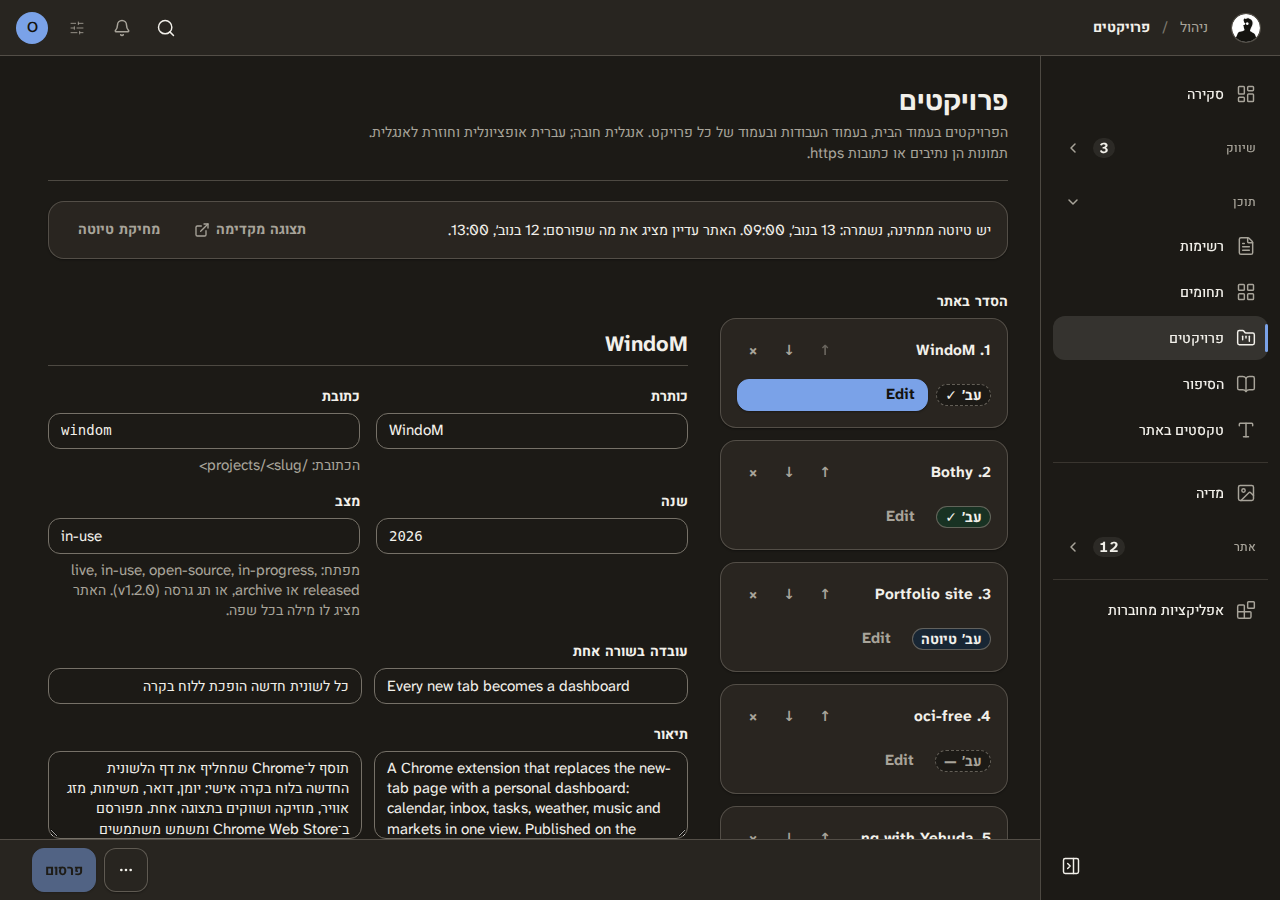 ניהול / פרויקטים
O
סקירה
שיווק 3
תוכן
רשימות
תחומים
פרויקטים
הסיפור
טקסטים באתר
מדיה
אתר 12
אפליקציות מחוברות
פרויקטים
הפרויקטים בעמוד הבית, בעמוד העבודות ובעמוד של כל פרויקט. אנגלית חובה; עברית אופציונלית וחוזרת לאנגלית.
תמונות הן נתיבים או כתובות https.
יש טיוטה ממתינה, נשמרה: 13 בנוב׳, 09:00. האתר עדיין מציג את מה שפורסם: 12 בנוב׳, 13:00.
תצוגה מקדימה
מחיקת טיוטה
הסדר באתר
1. WindoM ↑ ↓ ×
עב׳ ✓ Edit
2. Bothy ↑ ↓ ×
עב׳ ✓ Edit
3. Portfolio site ↑ ↓ ×
עב׳ טיוטה Edit
4. oci-free ↑ ↓ ×
עב׳ — Edit
5. ng with Yehuda ↑ ↓ ×
WindoM
כותרת
WindoM
כתובת
windom
הכתובת: /projects/<slug>
שנה
2026
מצב
in-use
מפתח: live, in-use, open-source, in-progress,
released או archive, או תג גרסה (v1.2.0). האתר
מציג לו מילה בכל שפה.
עובדה בשורה אחת
Every new tab becomes a dashboard
כל לשונית חדשה הופכת ללוח בקרה
תיאור
A Chrome extension that replaces the new-
tab page with a personal dashboard:
calendar, inbox, tasks, weather, music and
markets in one view. Published on the
תוסף ל־Chrome שמחליף את דף הלשונית
החדשה בלוח בקרה אישי: יומן, דואר, משימות, מזג
אוויר, מוזיקה ושווקים בתצוגה אחת. מפורסם
ב־Chrome Web Store ומשמש משתמשים
...
פרסום